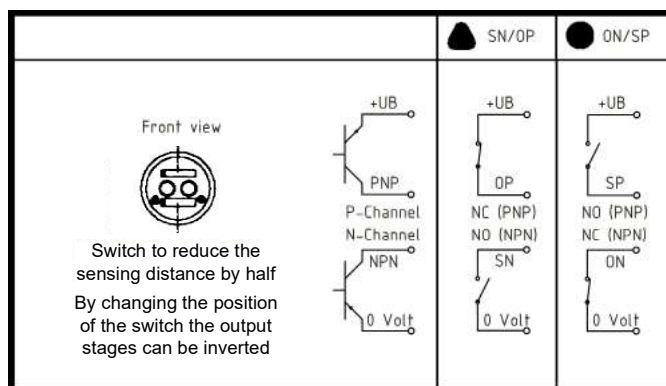 SN/OP
ON/SP
Front view
Switch to reduce the
sensing distance by half
By changing the position
of the switch the output
stages can be inverted
+UB
PNP
P-Channel
N-Channel
NPN
0 Volt
+UB
OP
NC (PNP)
NO (NPN)
SN
0 Volt
+UB
SP
NO (PNP)
NC (NPN)
ON
0 Volt